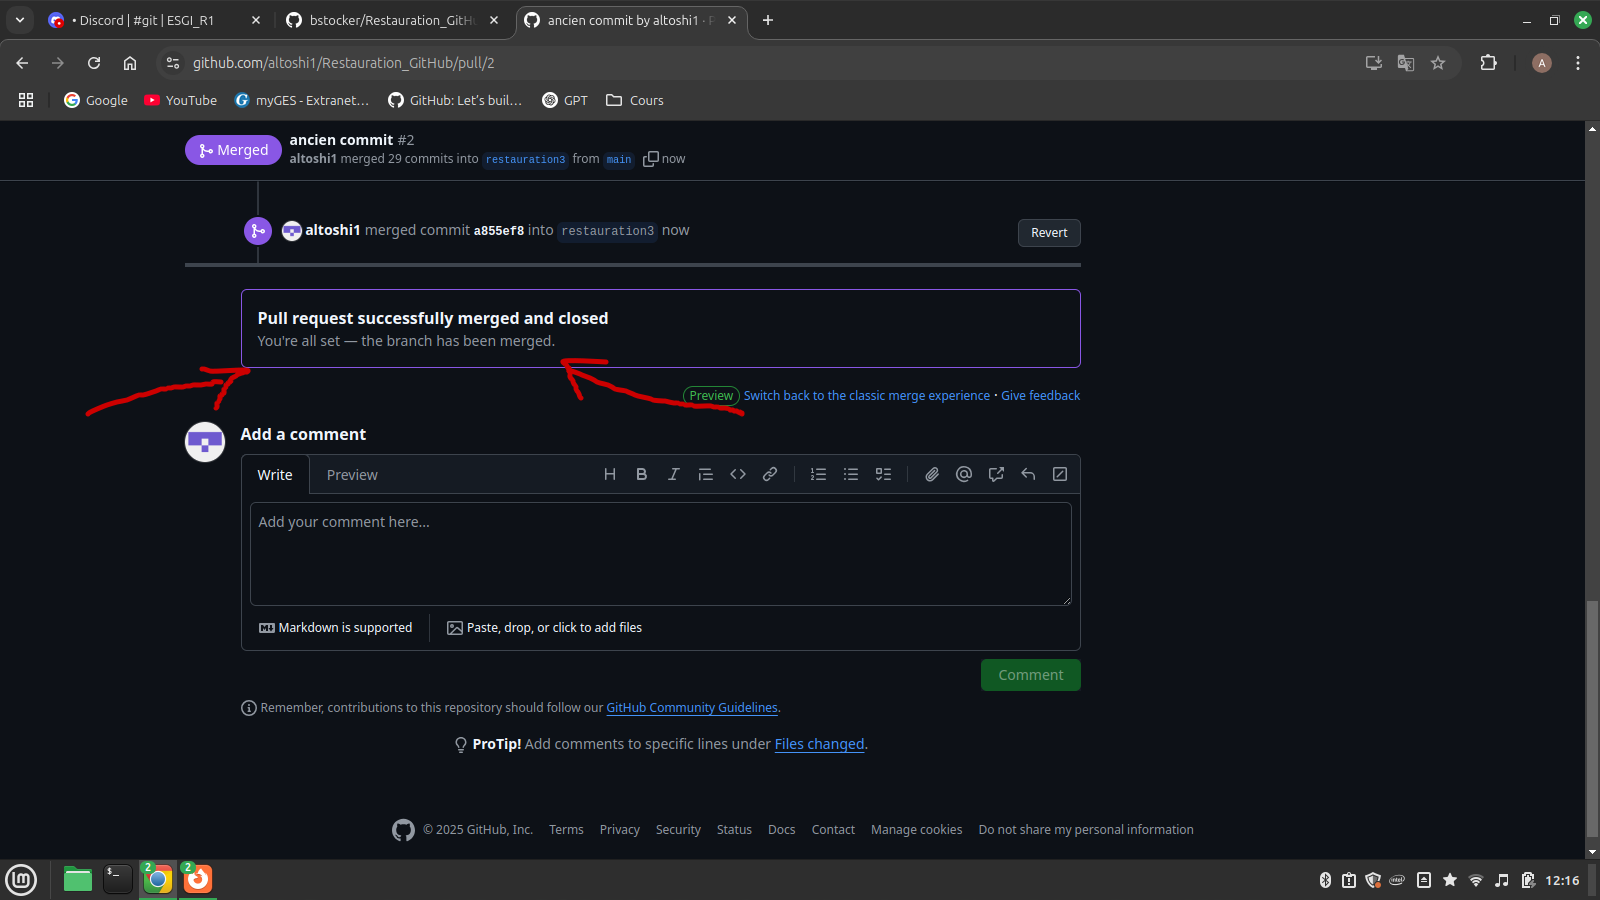 • Discord | #git | ESGI_R1
bstocker/Restauration_GitHu
ancien commit by altoshi1 · P
github.com/altoshi1/Restauration_GitHub/pull/2
A
Google
YouTube
myGES - Extranet...
GitHub: Let's buil...
GPT
Cours
Merged
ancien commit #2
altoshi1 merged 29 commits into restauration3 from main now
altoshi1 merged commit a855ef8 into restauration3 now
Revert
Pull request successfully merged and closed
You're all set — the branch has been merged.
Preview Switch back to the classic merge experience · Give feedback
Add a comment
Write
Preview
Add your comment here...
Markdown is supported
Paste, drop, or click to add files
Comment
Remember, contributions to this repository should follow our GitHub Community Guidelines.
ProTip! Add comments to specific lines under Files changed.
© 2025 GitHub, Inc.
Terms
Privacy
Security
Status
Docs
Contact
Manage cookies
Do not share my personal information
2
2
12:16